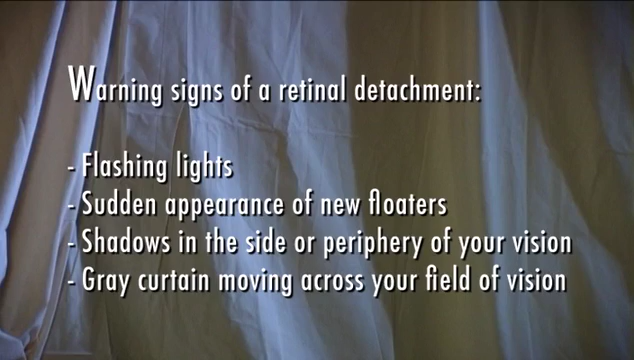 Warning signs of a retinal detachment:
- Flashing lights
- Sudden appearance of new floaters
- Shadows in the side or periphery of your vision
- Gray curtain moving across your field of vision